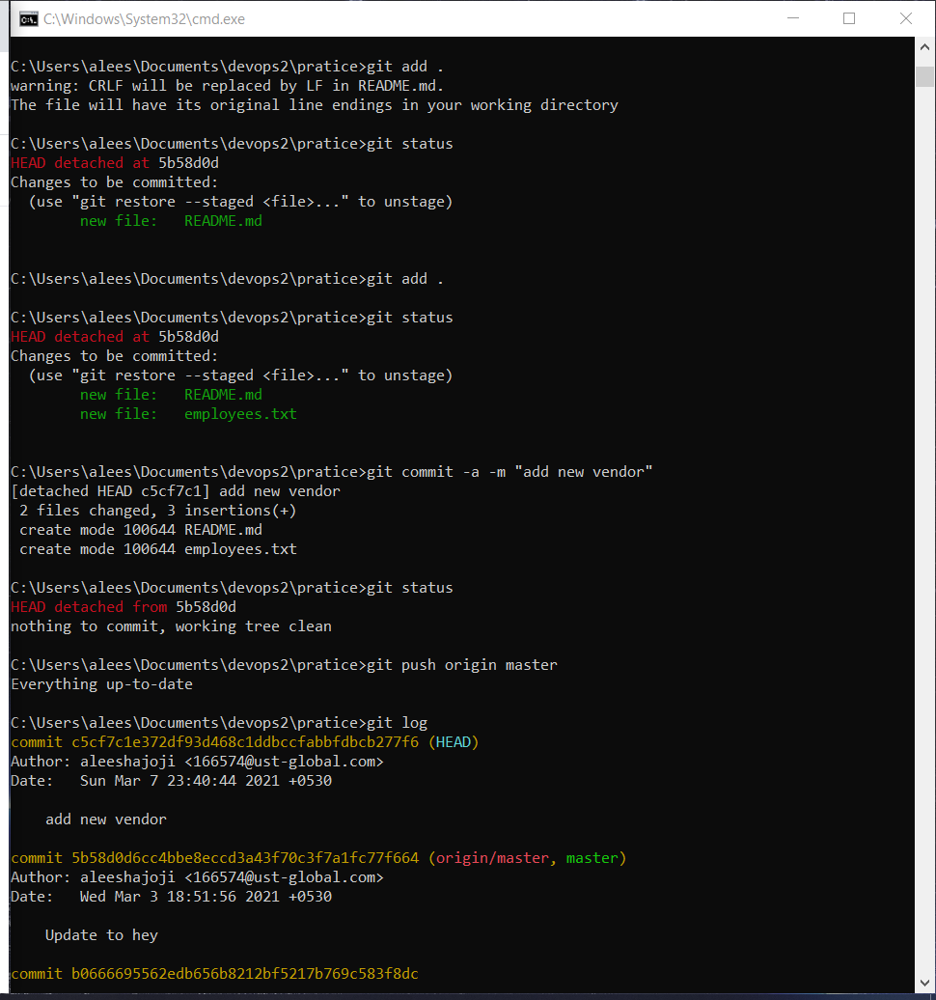 C:\Windows\System32\cmd.exe
C:\Users\alees\Documents\devops2\pratice>git add .
warning: CRLF will be replaced by LF in README.md.
The file will have its original line endings in your working directory
C:\Users\alees\Documents\devops2\pratice>git status
HEAD detached at 5b58d0d
Changes to be committed:
  (use "git restore --staged <file>..." to unstage)
        new file:   README.md
C:\Users\alees\Documents\devops2\pratice>git add .
C:\Users\alees\Documents\devops2\pratice>git status
HEAD detached at 5b58d0d
Changes to be committed:
  (use "git restore --staged <file>..." to unstage)
        new file:   README.md
        new file:   employees.txt
C:\Users\alees\Documents\devops2\pratice>git commit -a -m "add new vendor"
[detached HEAD c5cf7c1] add new vendor
 2 files changed, 3 insertions(+)
 create mode 100644 README.md
 create mode 100644 employees.txt
C:\Users\alees\Documents\devops2\pratice>git status
HEAD detached from 5b58d0d
nothing to commit, working tree clean
C:\Users\alees\Documents\devops2\pratice>git push origin master
Everything up-to-date
C:\Users\alees\Documents\devops2\pratice>git log
commit c5cf7c1e372df93d468c1ddbccfabbfdbcb277f6 (HEAD)
Author: aleeshajoji <166574@ust-global.com>
Date:   Sun Mar 7 23:40:44 2021 +0530
    add new vendor
commit 5b58d0d6cc4bbe8eccd3a43f70c3f7a1fc77f664 (origin/master, master)
Author: aleeshajoji <166574@ust-global.com>
Date:   Wed Mar 3 18:51:56 2021 +0530
    Update to hey
commit b0666695562edb656b8212bf5217b769c583f8dc